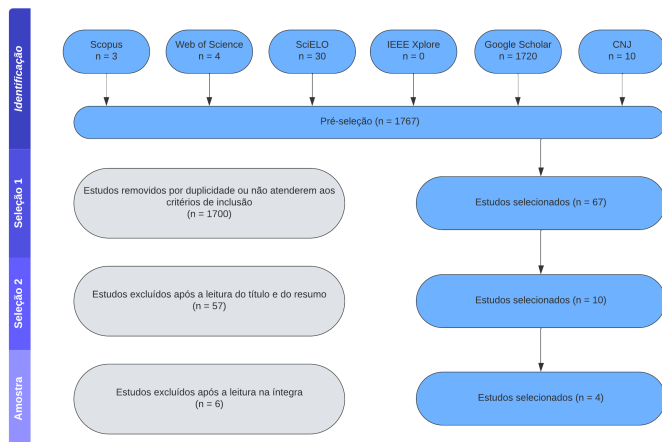 Identificação
Scopus
n = 3
Web of Science
n = 4
SciELO
n = 30
IEEE Xplore
n = 0
Google Scholar
n = 1720
CNJ
n = 10
Pré-seleção (n = 1767)
Seleção 1
Estudos removidos por duplicidade ou não atenderem aos
critérios de inclusão
(n = 1700)
Estudos selecionados (n = 67)
Seleção 2
Estudos excluídos após a leitura do título e do resumo
(n = 57)
Estudos selecionados (n = 10)
Amostra
Estudos excluídos após a leitura na íntegra
(n = 6)
Estudos selecionados (n = 4)